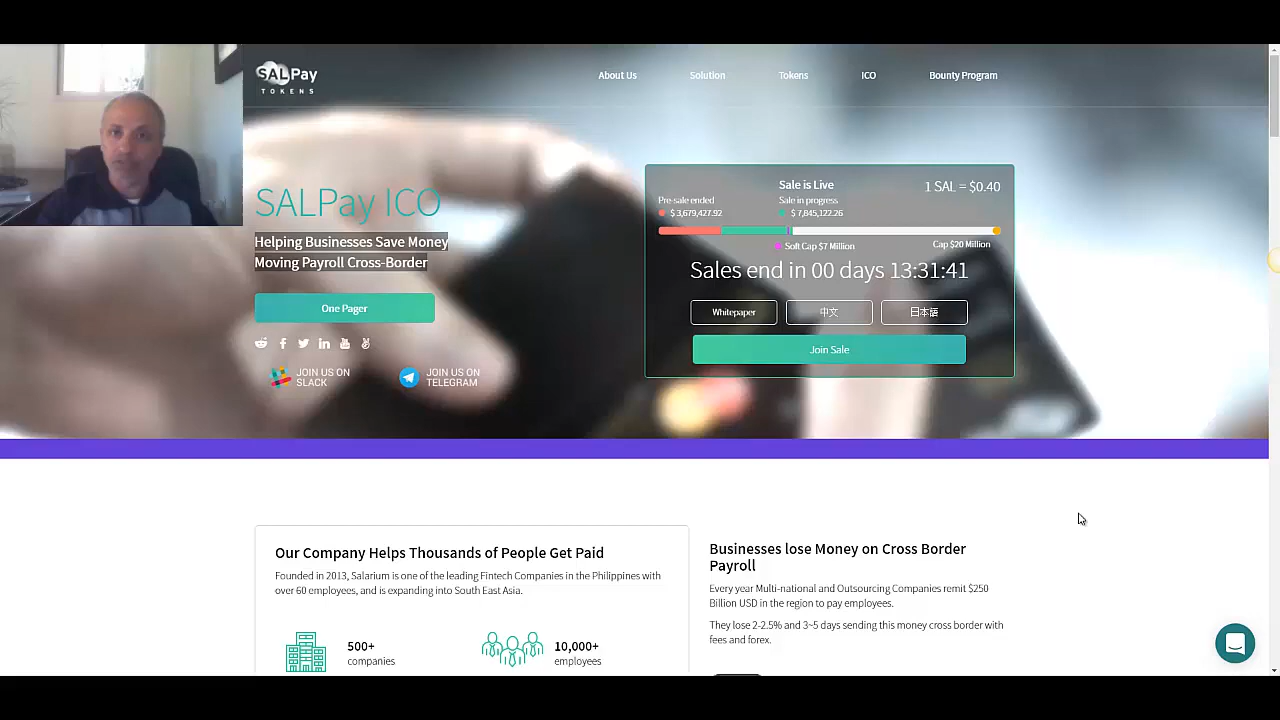 SALPay
TOKENS
About Us
Solution
Tokens
ICO
Bounty Program
SALPay ICO
Helping Businesses Save Money
Moving Payroll Cross-Border
One Pager
JOIN US ON
SLACK
JOIN US ON
TELEGRAM
Sale is Live
1 SAL = $0.40
Pre-sale ended
$ 3,679,427.92
Sale in progress
$ 7,845,122.26
Soft Cap $7 Million
Cap $20 Million
Sales end in 00 days 13:31:41
Whitepaper
中文
日本語
Join Sale
Our Company Helps Thousands of People Get Paid
Founded in 2013, Salarium is one of the leading Fintech Companies in the Philippines with
over 60 employees, and is expanding into South East Asia.
500+
companies
10,000+
employees
Businesses lose Money on Cross Border
Payroll
Every year Multi-national and Outsourcing Companies remit $250
Billion USD in the region to pay employees.
They lose 2-2.5% and 3~5 days sending this money cross border with
fees and forex.